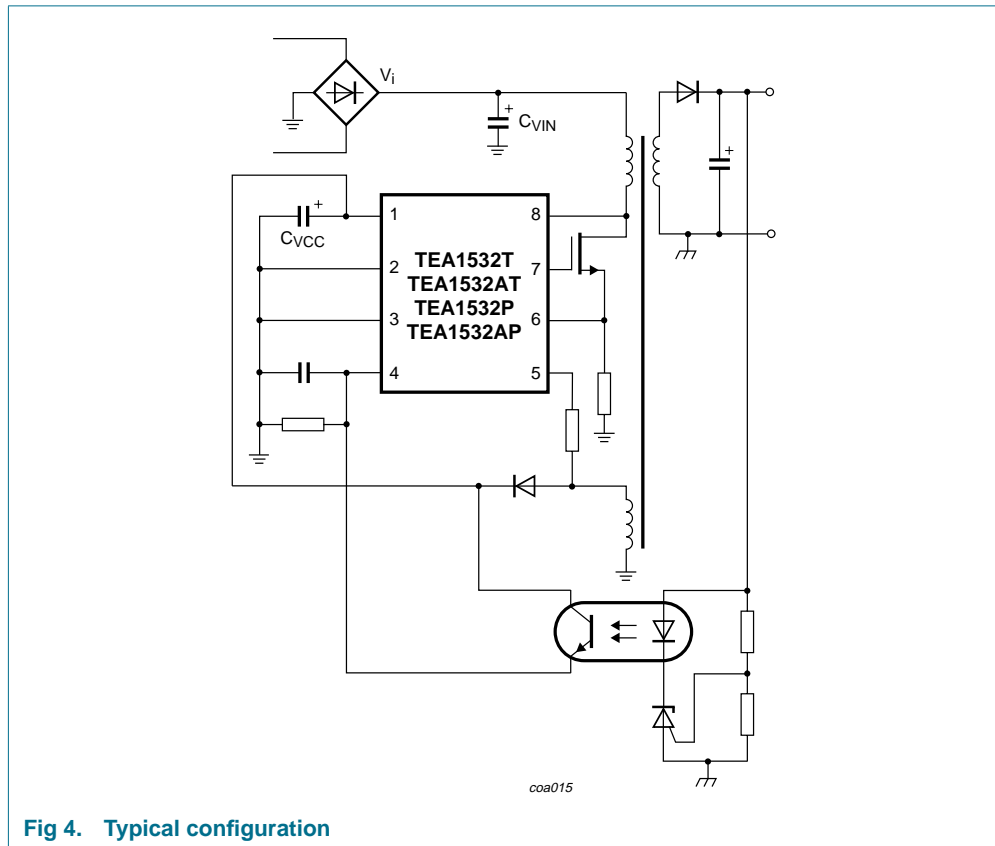 Vi
+
CVIN
+
+
CVCC
1
8
TEA1532T
2
7
TEA1532AT
TEA1532P
3
6
TEA1532AP
4
5
coa015
Fig 4. Typical configuration